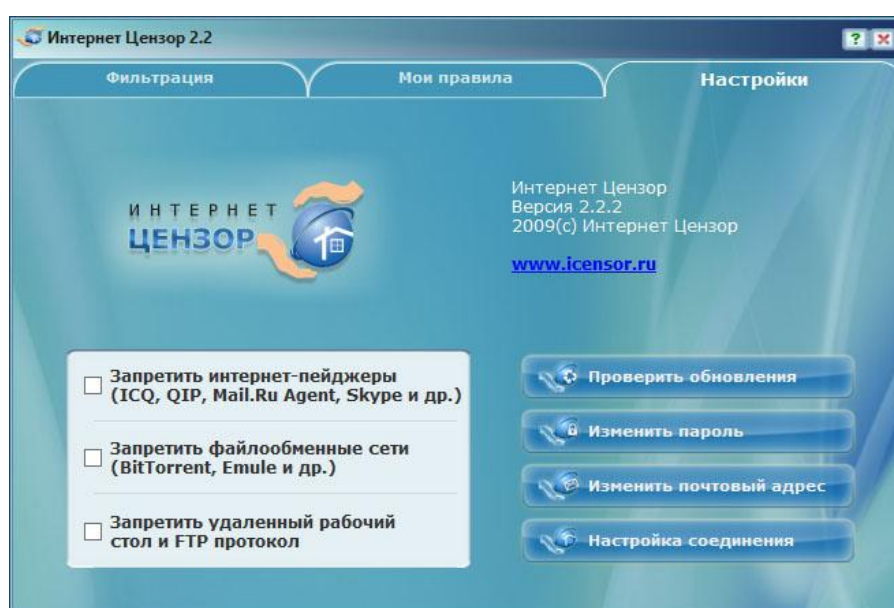 Интернет Цензор 2.2
Фильтрация
Мои правила
Настройки
ИНТЕРНЕТ
ЦЕНЗОР
Интернет Цензор
Версия 2.2.2
2009(c) Интернет Цензор
www.icensor.ru
Запретить интернет-пейджеры
(ICQ, QIP, Mail.Ru Agent, Skype и др.)
Запретить файлообменные сети
(BitTorrent, Emule и др.)
Запретить удаленный рабочий
стол и FTP протокол
Проверить обновления
Изменить пароль
Изменить почтовый адрес
Настройка соединения